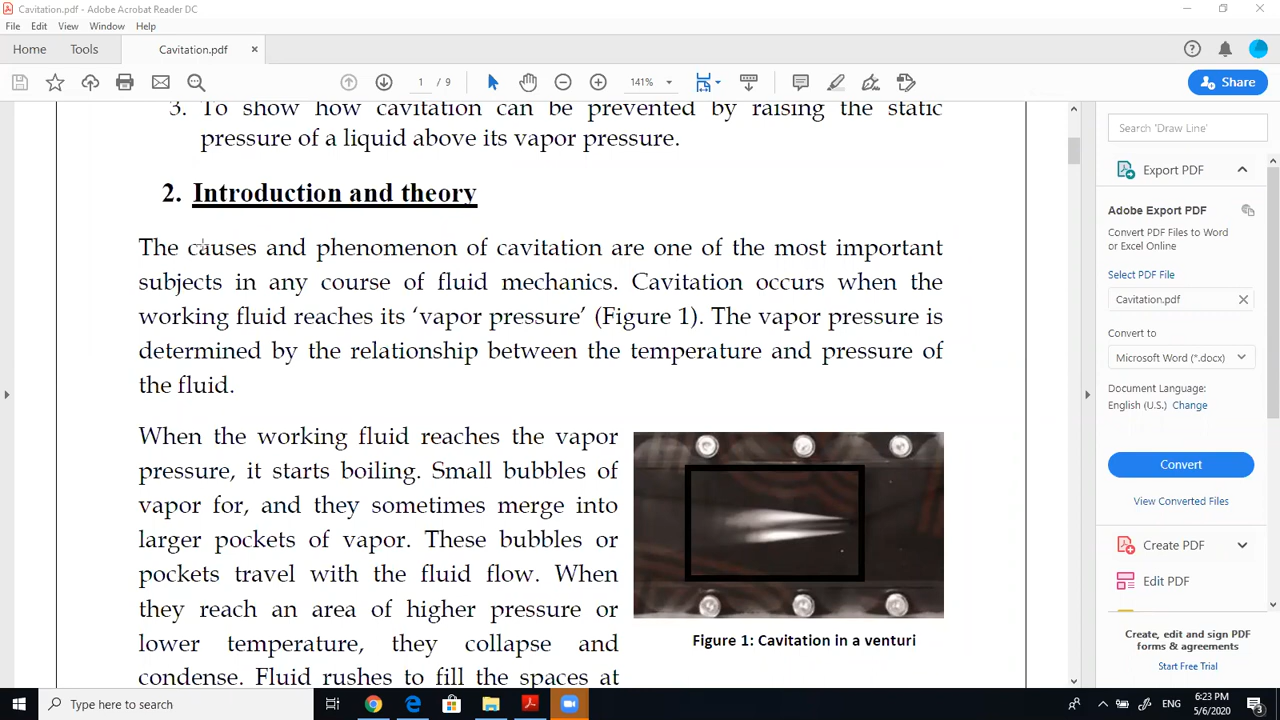 Cavitation.pdf - Adobe Acrobat Reader DC
File Edit View Window Help
Home Tools Cavitation.pdf ×
1 / 9 141% Share
3. To show how cavitation can be prevented by raising the static
pressure of a liquid above its vapor pressure.
2. Introduction and theory
The causes and phenomenon of cavitation are one of the most important
subjects in any course of fluid mechanics. Cavitation occurs when the
working fluid reaches its ‘vapor pressure’ (Figure 1). The vapor pressure is
determined by the relationship between the temperature and pressure of
the fluid.
When the working fluid reaches the vapor
pressure, it starts boiling. Small bubbles of
vapor for, and they sometimes merge into
larger pockets of vapor. These bubbles or
pockets travel with the fluid flow. When
they reach an area of higher pressure or
lower temperature, they collapse and
condense. Fluid rushes to fill the spaces at
Figure 1: Cavitation in a venturi
Search 'Draw Line'
Export PDF
Adobe Export PDF
Convert PDF Files to Word
or Excel Online
Select PDF File
Cavitation.pdf
Convert to
Microsoft Word (*.docx)
Document Language:
English (U.S.) Change
Convert
View Converted Files
Create PDF
Edit PDF
Create, edit and sign PDF
forms & agreements
Start Free Trial
Type here to search
ENG
6:23 PM
5/6/2020
3